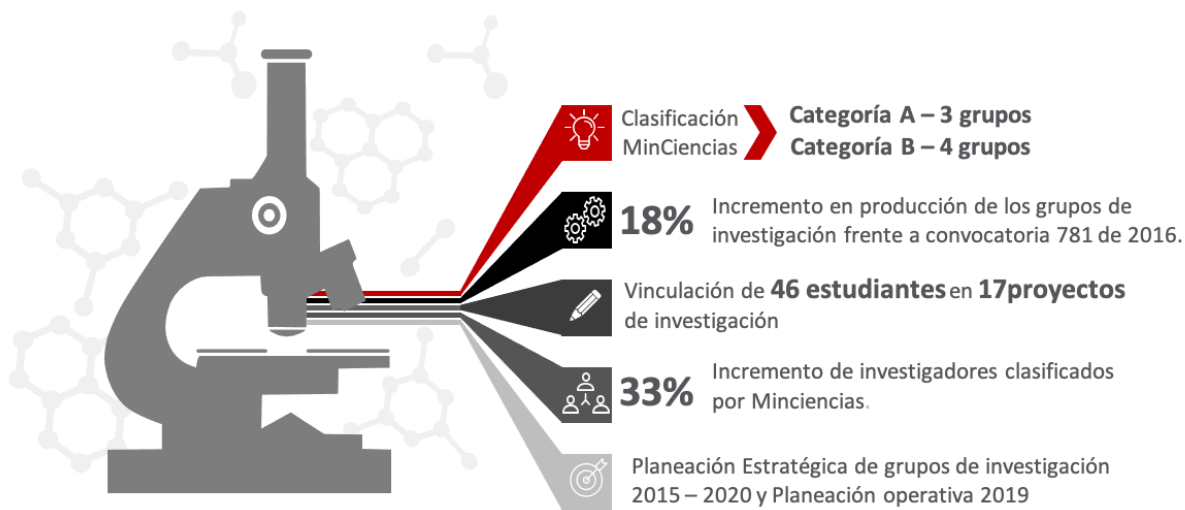 Clasificación
MinCiencias
Categoría A – 3 grupos
Categoría B – 4 grupos
18%
Incremento en producción de los grupos de
investigación frente a convocatoria 781 de 2016.
Vinculación de 46 estudiantes en 17proyectos
de investigación
33%
Incremento de investigadores clasificados
por Minciencias.
Planeación Estratégica de grupos de investigación
2015 – 2020 y Planeación operativa 2019